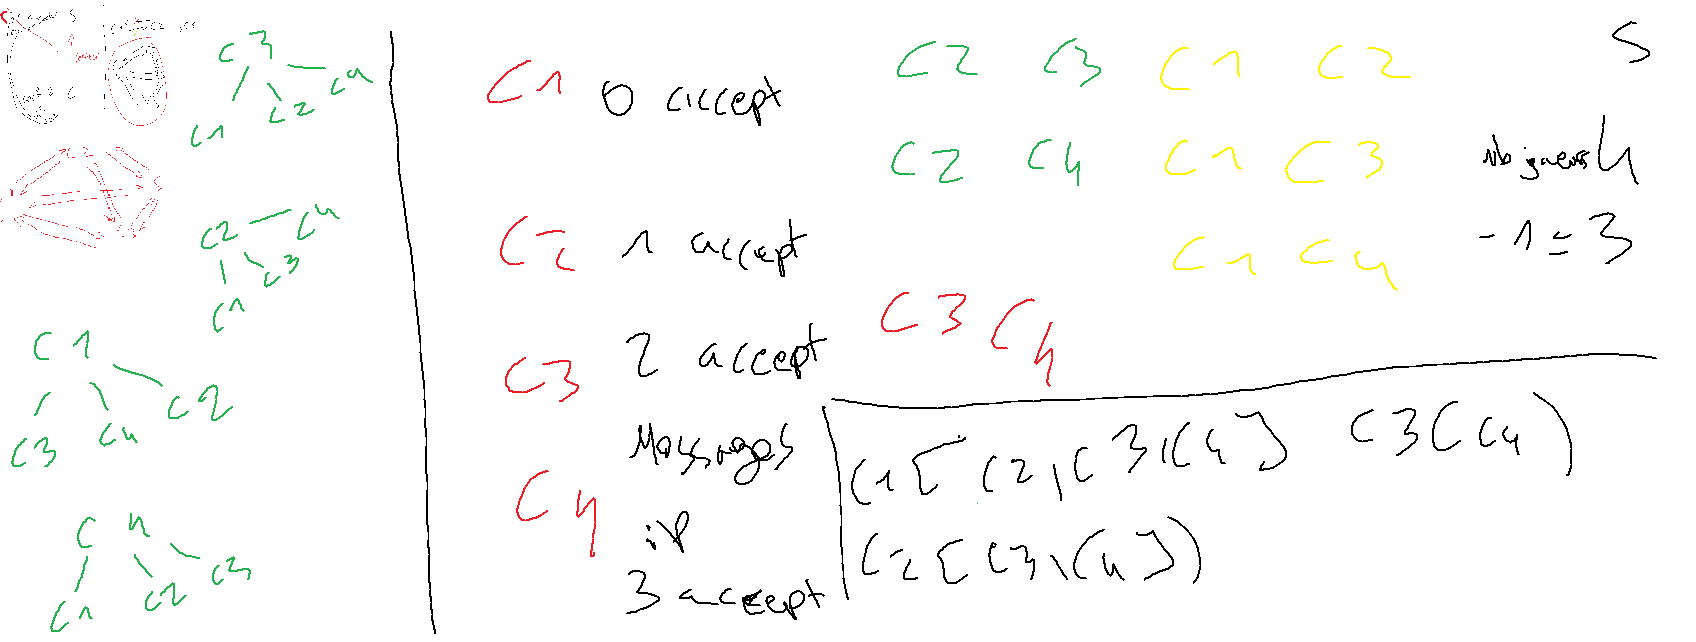 C3
C1 C2 C4
C2 C4
C1 C3
C1
C3 C4 C2
C4
C1 C2 C3
C1 0 accept
C2 1 accept
C3 2 accept
Messages
C4 iP
3 accept
C2 C3 C1 C2
C2 C4 C1 C3
C1 C4
C3 C4
S
Nb joueurs 4
-1 = 3
C1[C2,C3,C4] C3(C4)
C2[C3,C4])